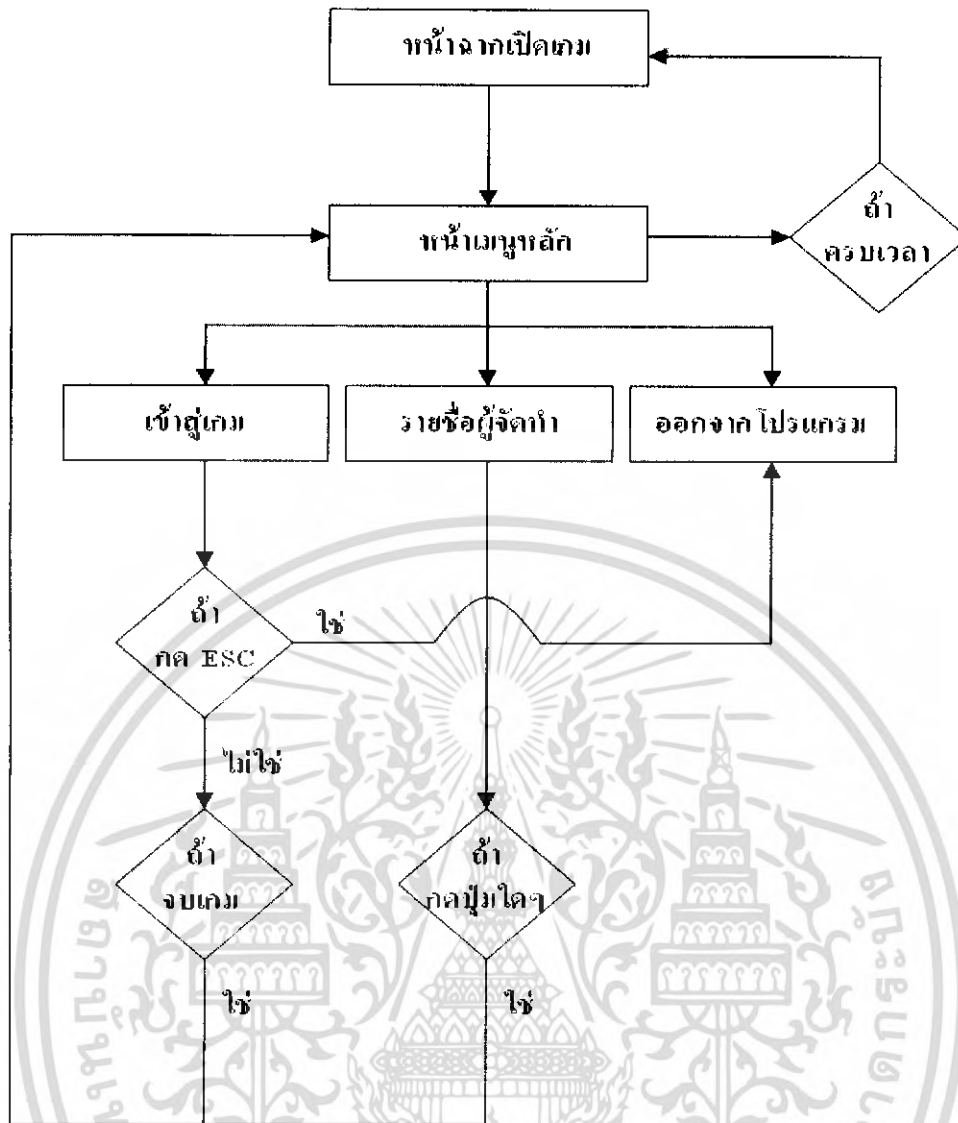 หน้าฉากเปิดเกม
หน้าเมนูหลัก
ถ้า
ครบเวลา
เข้าสู่เกม
รายชื่อผู้จัดทำ
ออกจากโปรแกรม
ถ้า
กด ESC
ใช่
ไม่ใช่
ถ้า
จบเกม
ถ้า
กดปุ่มใดๆ
ใช่
ใช่